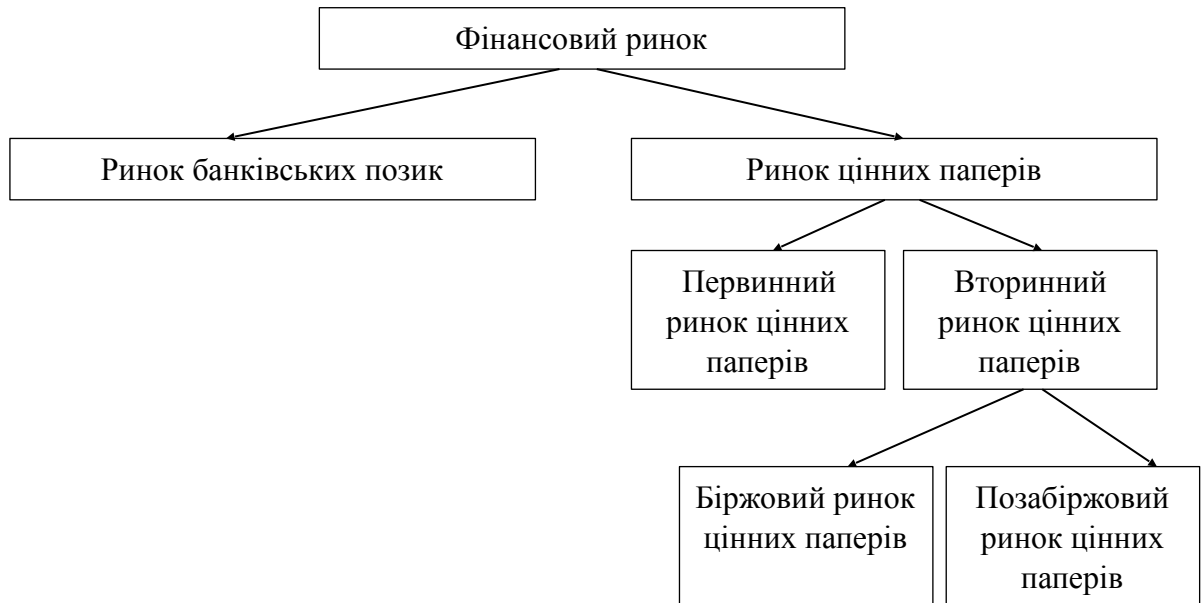 Фінансовий ринок
Ринок банківських позик
Ринок цінних паперів
Первинний
ринок цінних
паперів
Вторинний
ринок цінних
паперів
Біржовий ринок
цінних паперів
Позабіржовий
ринок цінних
паперів